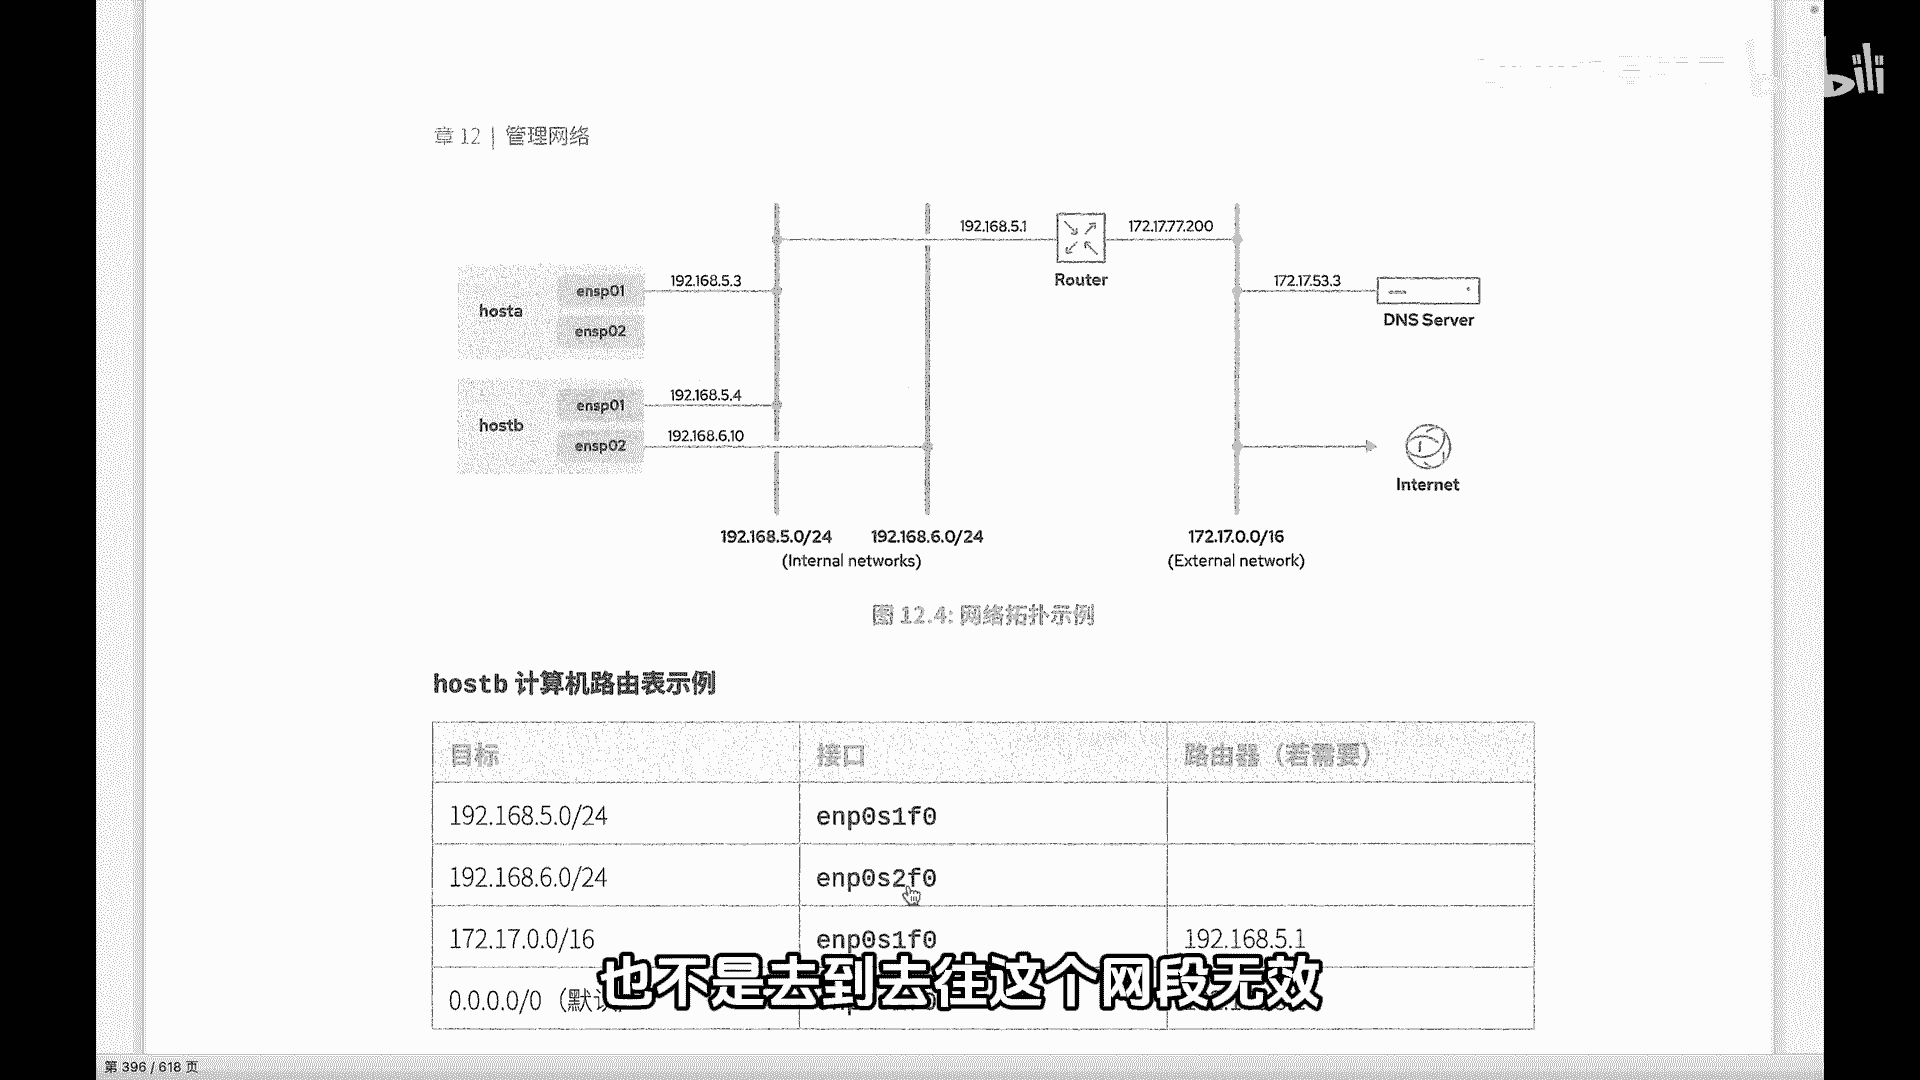 bili
章 12 | 管理网络
192.168.5.1
172.17.77.200
Router
192.168.5.3
172.17.53.3
hosta
ensp01
ensp02
DNS Server
192.168.5.4
hostb
ensp01
192.168.6.10
ensp02
Internet
192.168.5.0/24
192.168.6.0/24
172.17.0.0/16
(Internal networks)
(External network)
图 12.4: 网络拓扑示例
hostb 计算机路由表示例
目标 接口 路由器（若需要）
192.168.5.0/24 enp0s1f0
192.168.6.0/24 enp0s2f0
172.17.0.0/16 enp0s1f0 192.168.5.1
0.0.0.0/0（默
也不是去到去往这个网段无效
第 396 / 618 页